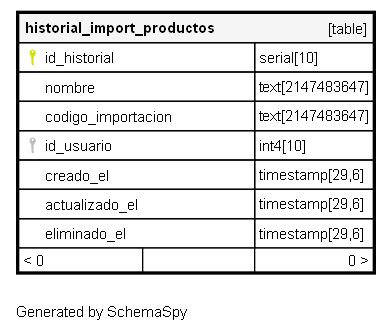 historial_import_productos [table]
id_historial serial[10]
nombre text[2147483647]
codigo_importacion text[2147483647]
id_usuario int4[10]
creado_el timestamp[29,6]
actualizado_el timestamp[29,6]
eliminado_el timestamp[29,6]
< 0 0 >
Generated by SchemaSpy